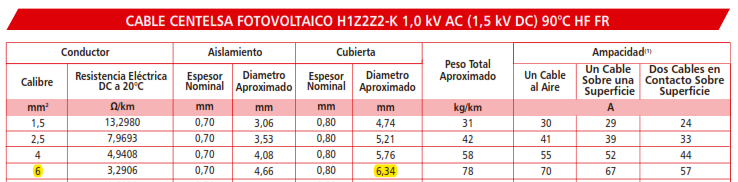 CABLE CENTELSA FOTOVOLTAICO H1Z2Z2-K 1,0 kV AC (1,5 kV DC) 90°C HF FR
Conductor Aislamiento Cubierta Peso Total Aproximado Ampacidad(1)
Calibre Resistencia Eléctrica DC a 20°C Espesor Nominal Diametro Aproximado Espesor Nominal Diametro Aproximado Un Cable al Aire Un Cable Sobre una Superficie Dos Cables en Contacto Sobre Superficie
mm² Ω/km mm mm mm mm kg/km A
1,5 13,2980 0,70 3,06 0,80 4,74 31 30 29 24
2,5 7,9693 0,70 3,53 0,80 5,21 42 41 39 33
4 4,9408 0,70 4,08 0,80 5,76 58 55 52 44
6 3,2906 0,70 4,66 0,80 6,34 78 70 67 57